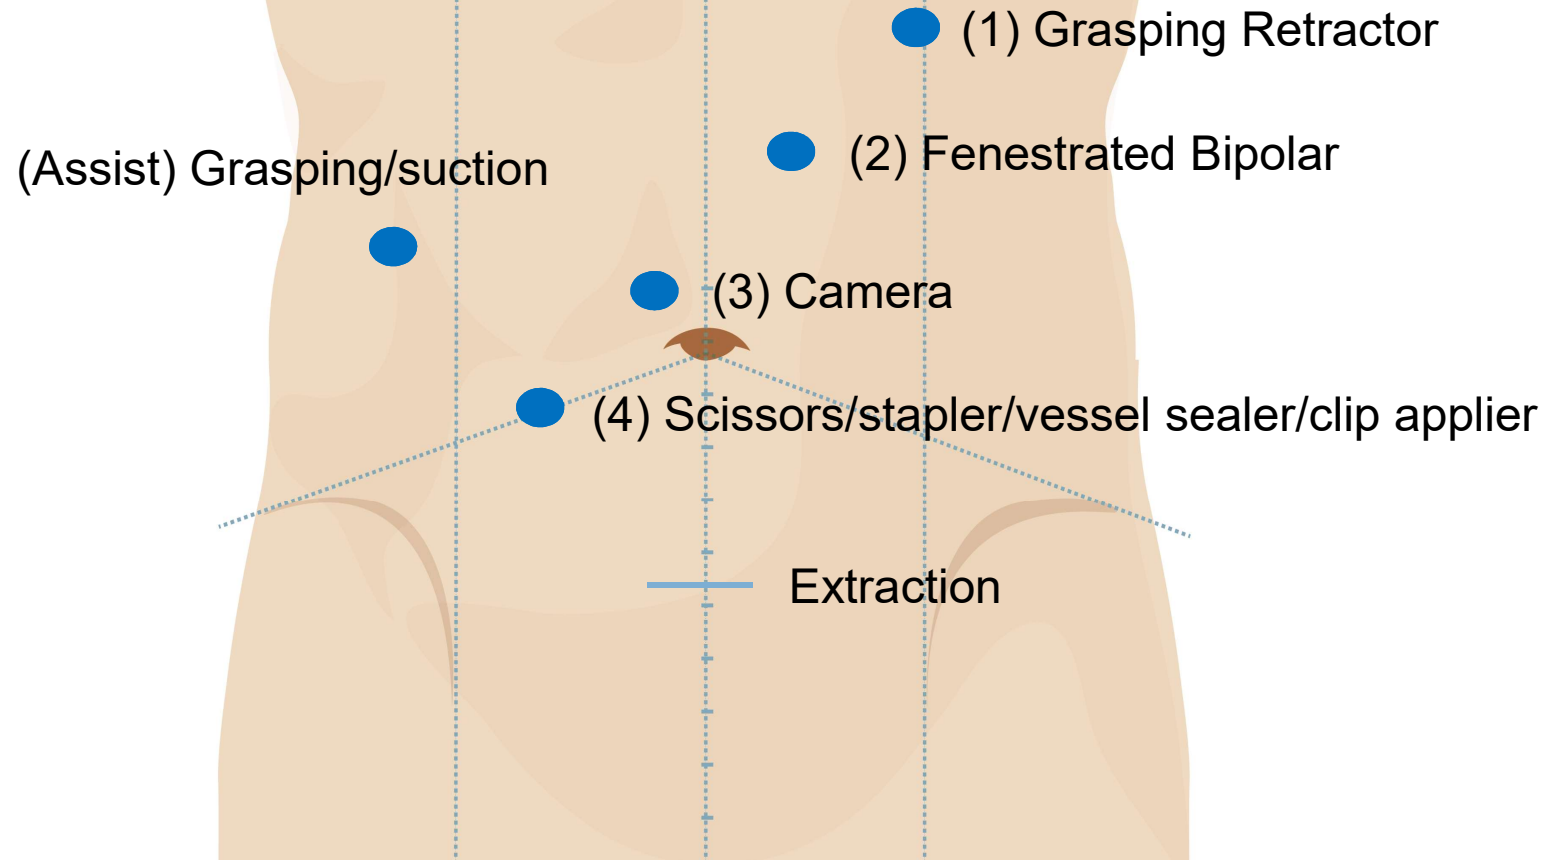 (1) Grasping Retractor
(2) Fenestrated Bipolar
(Assist) Grasping/suction
(3) Camera
(4) Scissors/stapler/vessel sealer/clip applier
Extraction